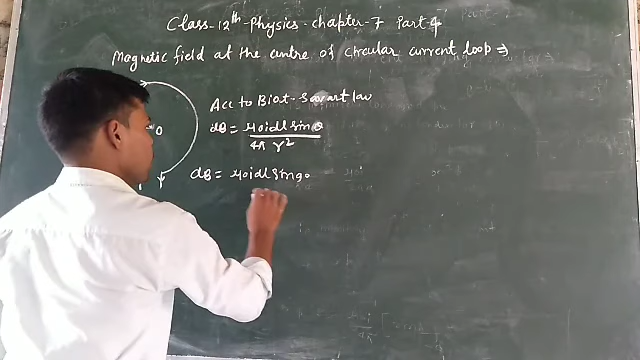 Class-12th-Physics-chapter-7 Part 4
Magnetic field at the centre of circular current loop ⇒
Acc to Biot-Savart law
dB = μ0idl sinθ
4π r²
O
dB = μ0idl sin90